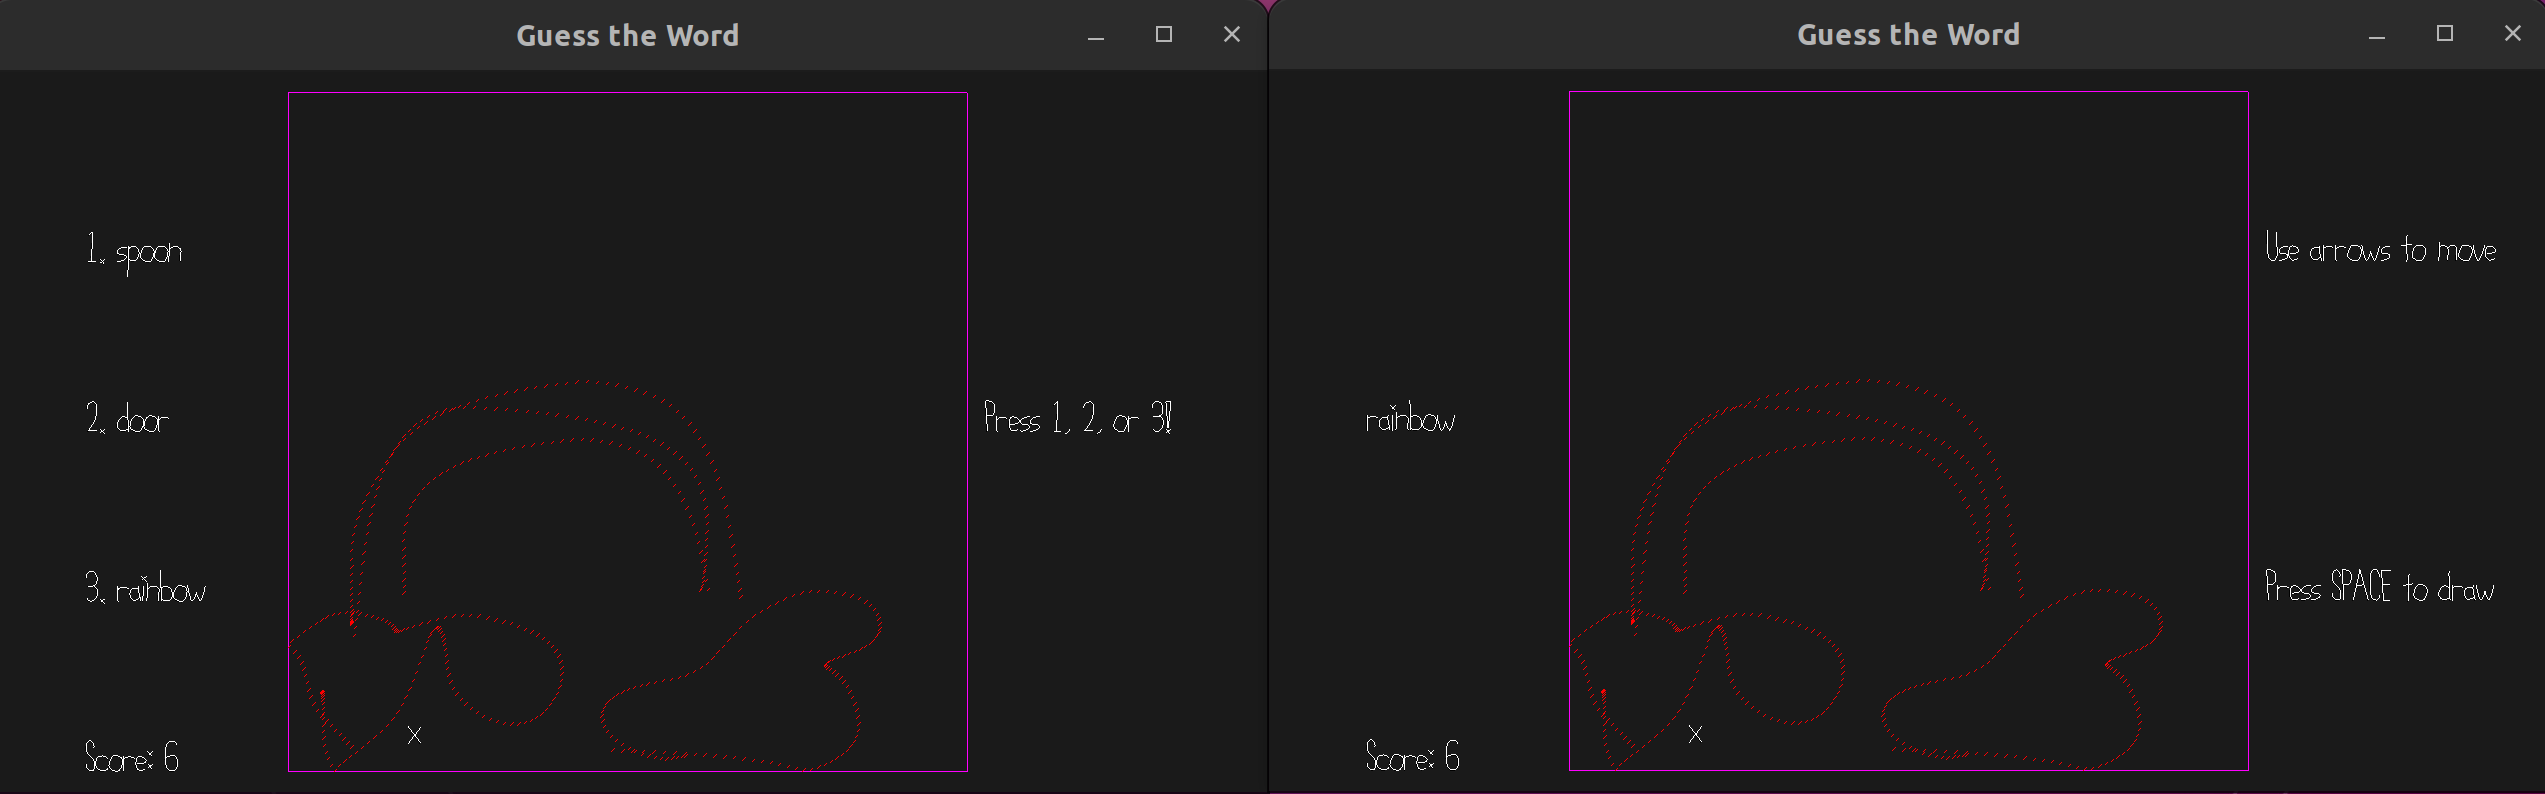 Guess the Word
1. spoon
2. door
3. rainbow
Score: 6
Press 1, 2, or 3!
Guess the Word
rainbow
Score: 6
Use arrows to move
Press SPACE to draw